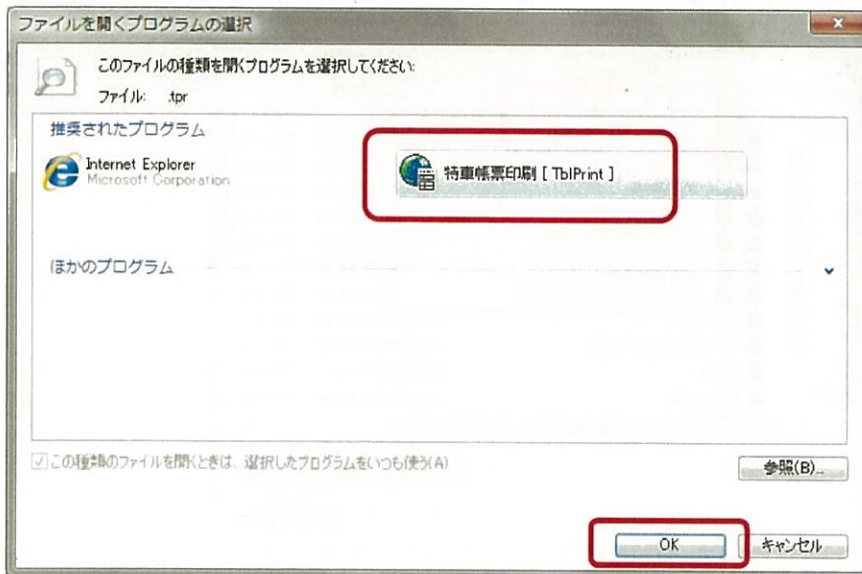 ファイルを開くプログラムの選択
このファイルの種類を開くプログラムを選択してください:
ファイル: .tpr
推奨されたプログラム
Internet Explorer
Microsoft Corporation
特車帳票印刷 [ TblPrint ]
ほかのプログラム
この種類のファイルを開くときは、選択したプログラムをいつも使う(A)
参照(B)...
OK
キャンセル